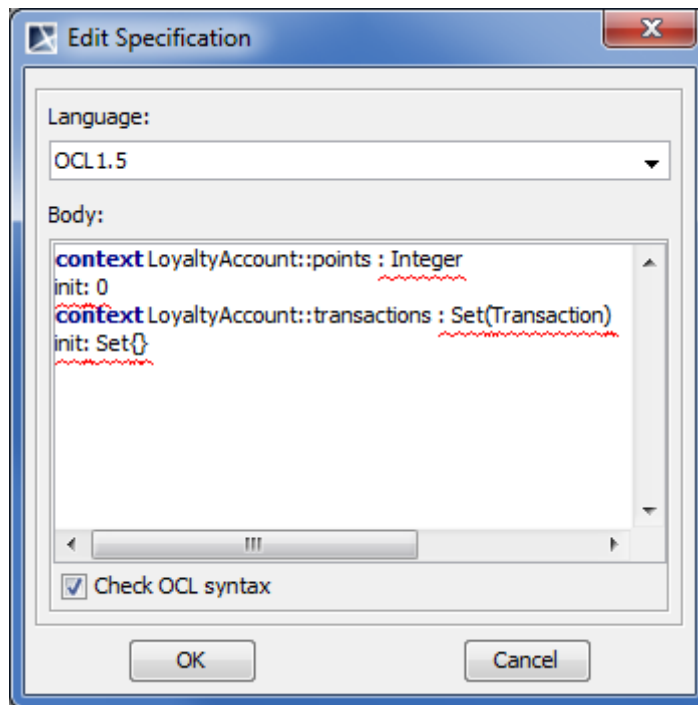 Edit Specification
Language:
OCL1.5
Body:
context LoyaltyAccount::points : Integer
init: 0
context LoyaltyAccount::transactions : Set(Transaction)
init: Set{}
Check OCL syntax
OK
Cancel